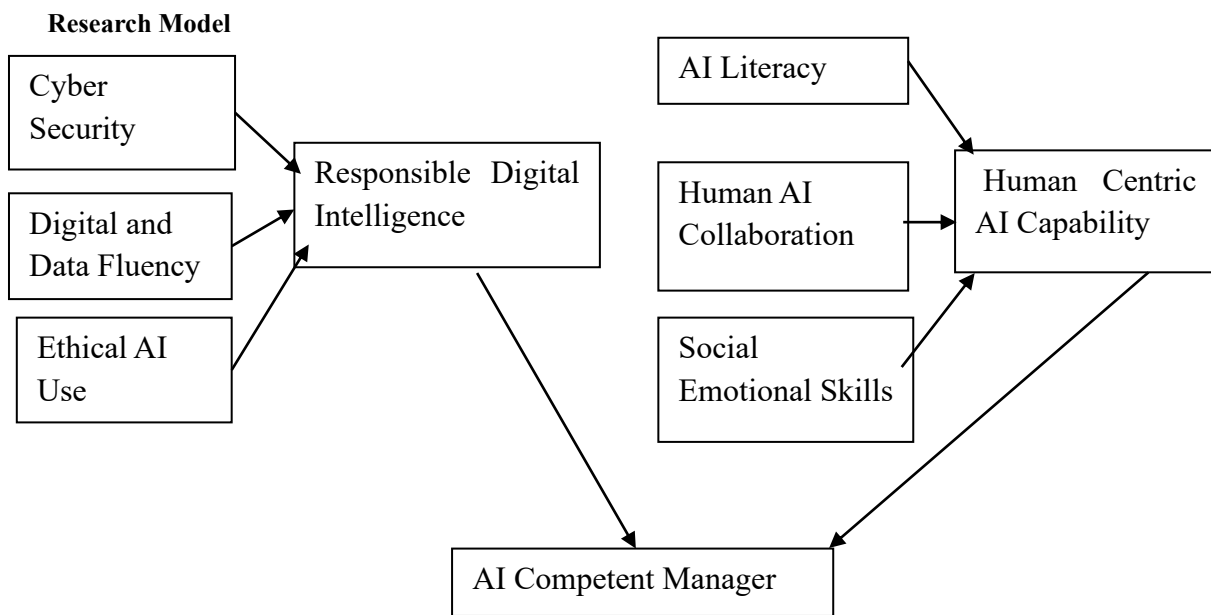 Research Model
Cyber
Security
Digital and
Data Fluency
Ethical AI
Use
Responsible Digital
Intelligence
AI Literacy
Human AI
Collaboration
Social
Emotional Skills
Human Centric
AI Capability
AI Competent Manager